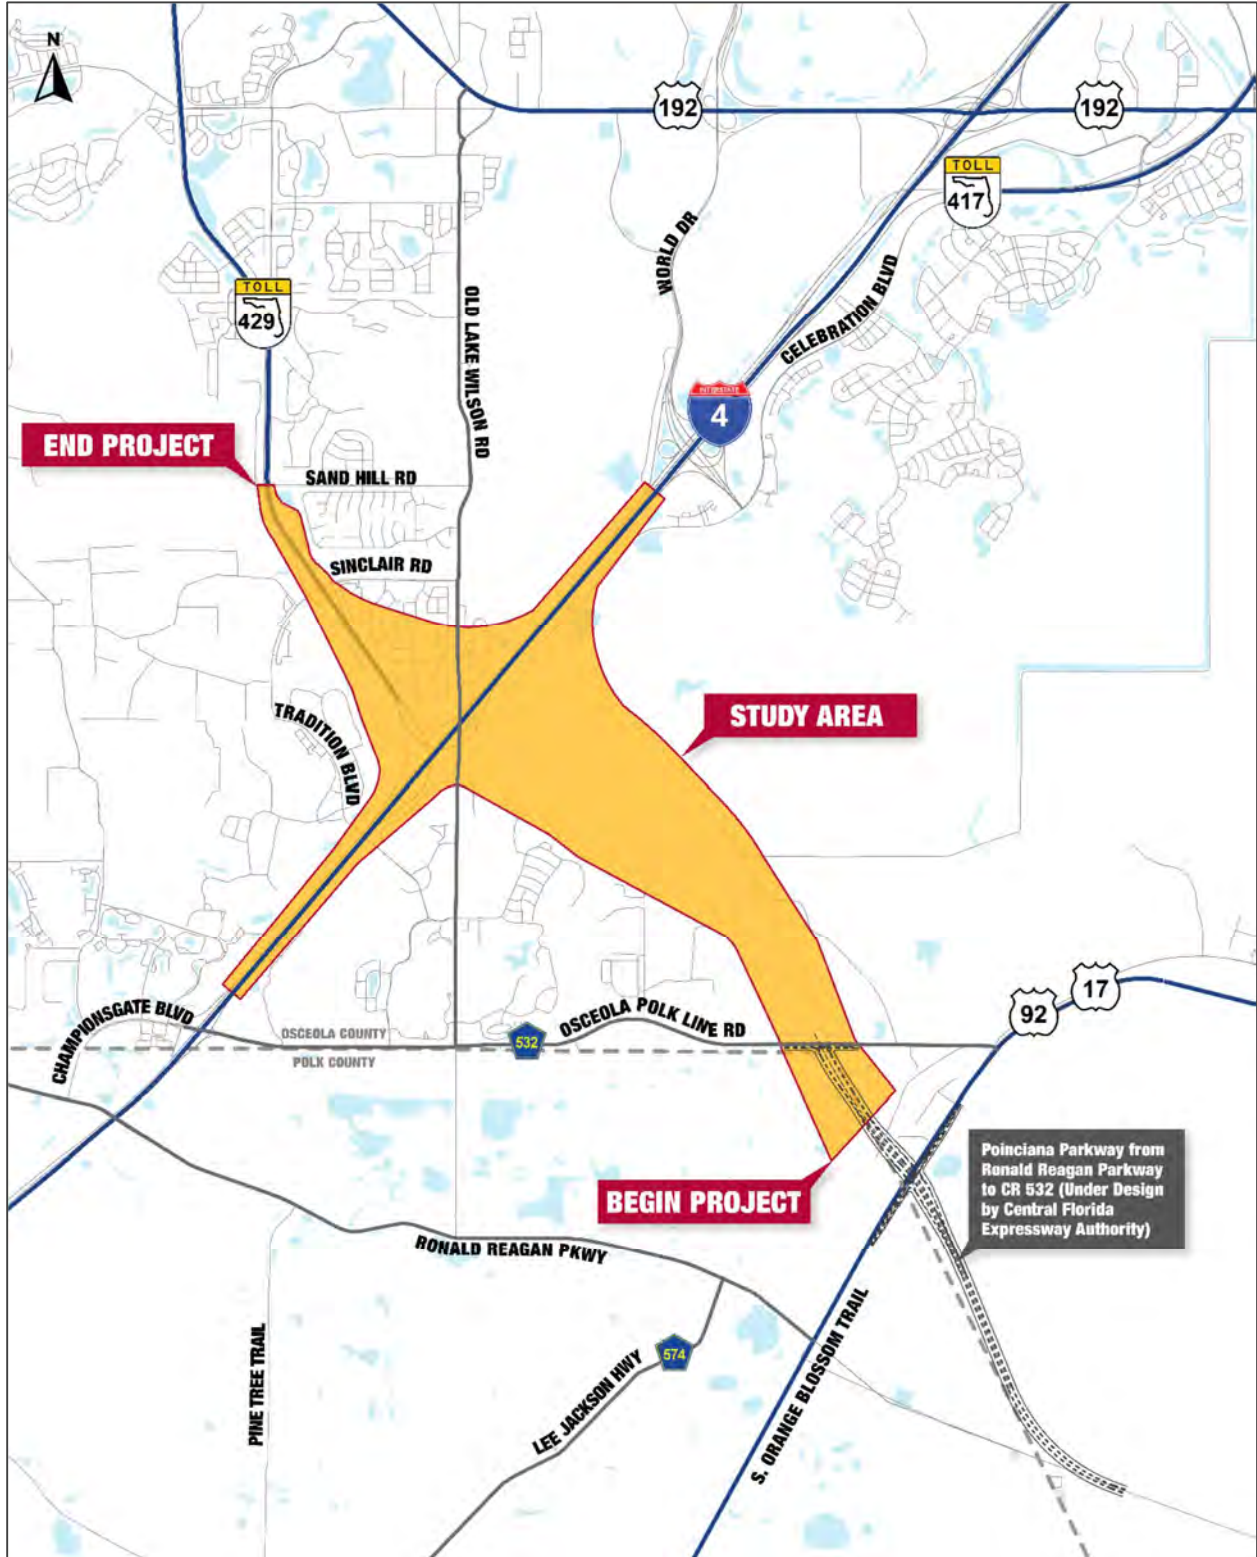 N
192
192
TOLL
417
WORLD DR
CELEBRATION BLVD
TOLL
429
OLD LAKE WILSON RD
INTERSTATE
4
END PROJECT
SAND HILL RD
SINCLAIR RD
STUDY AREA
TRADITION BLVD
17
92
CHAMPIONSGATE BLVD
OSCEOLA COUNTY
POLK COUNTY
532
OSCEOLA POLK LINE RD
Poinciana Parkway from
Ronald Reagan Parkway
to CR 532 (Under Design
by Central Florida
Expressway Authority)
BEGIN PROJECT
RONALD REAGAN PKWY
574
LEE JACKSON HWY
PINE TREE TRAIL
S. ORANGE BLOSSOM TRAIL